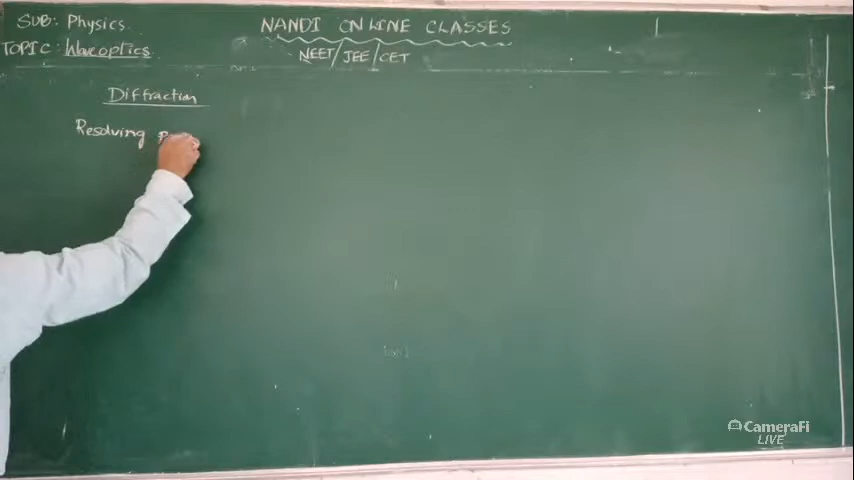 SUB: Physics
TOPIC: Waveoptics
NANDI ONLINE CLASSES
NEET/JEE/CET
Diffraction
Resolving
CameraFi
LIVE